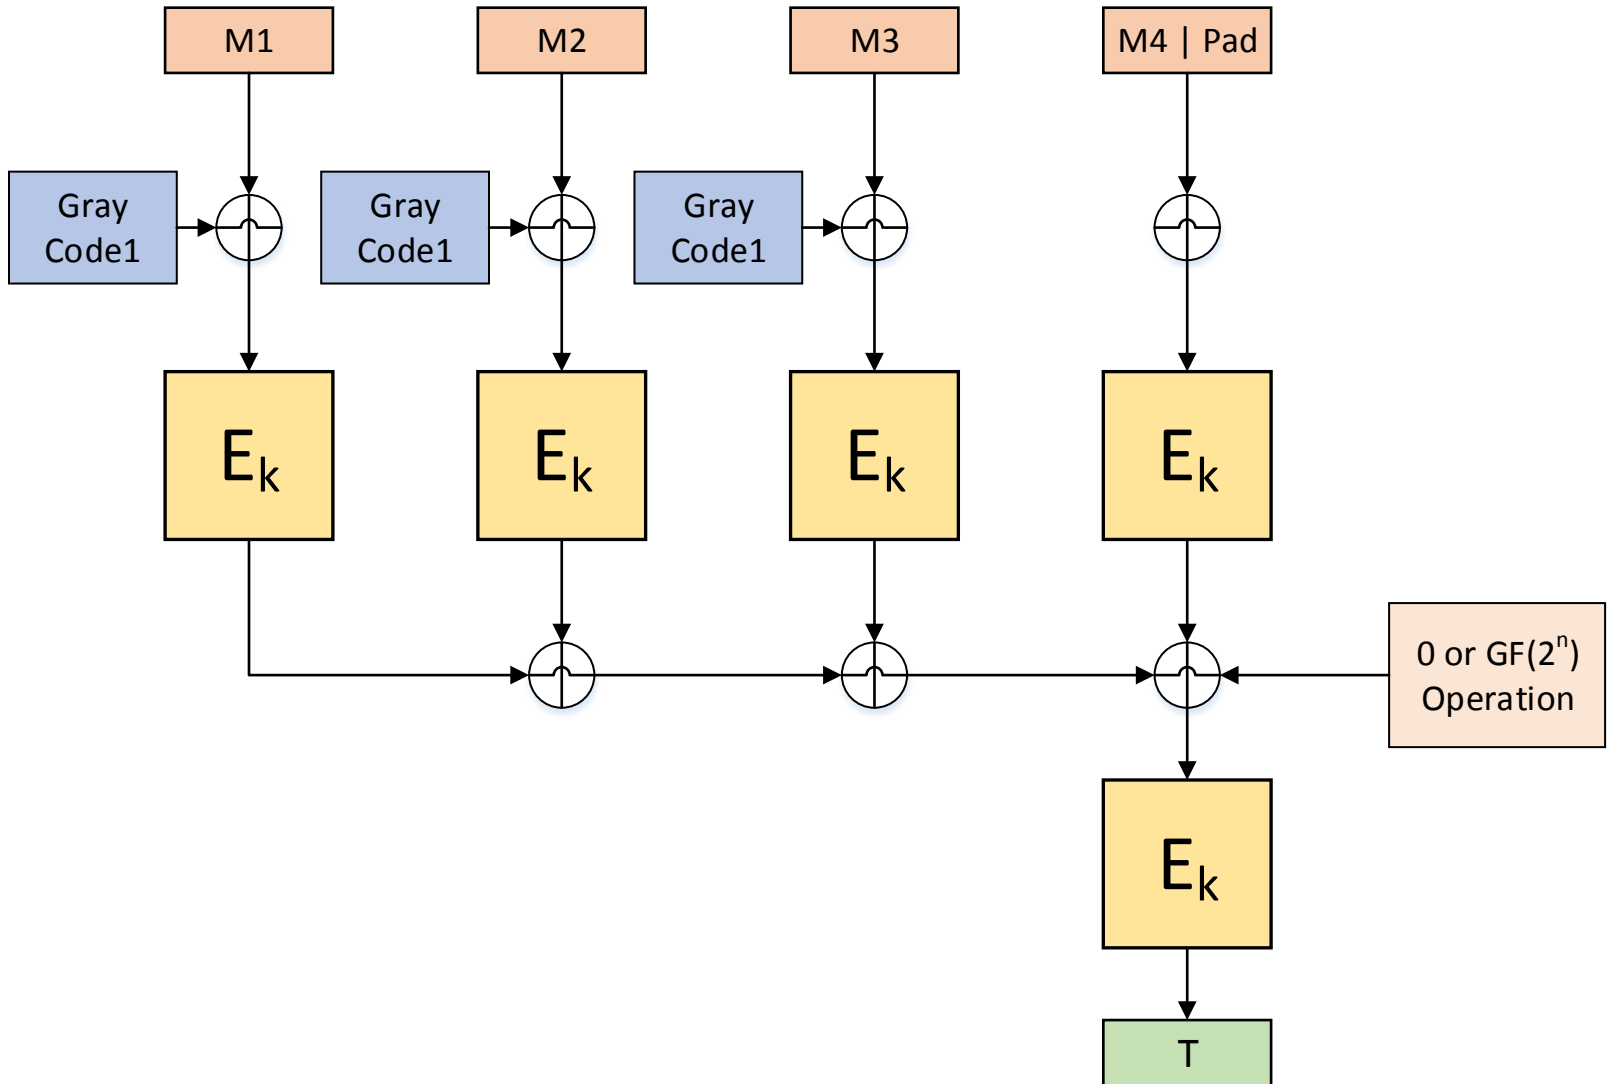 M1
M2
M3
M4 | Pad
Gray
Code1
Gray
Code1
Gray
Code1
Eₖ
Eₖ
Eₖ
Eₖ
0 or GF(2ⁿ)
Operation
Eₖ
T